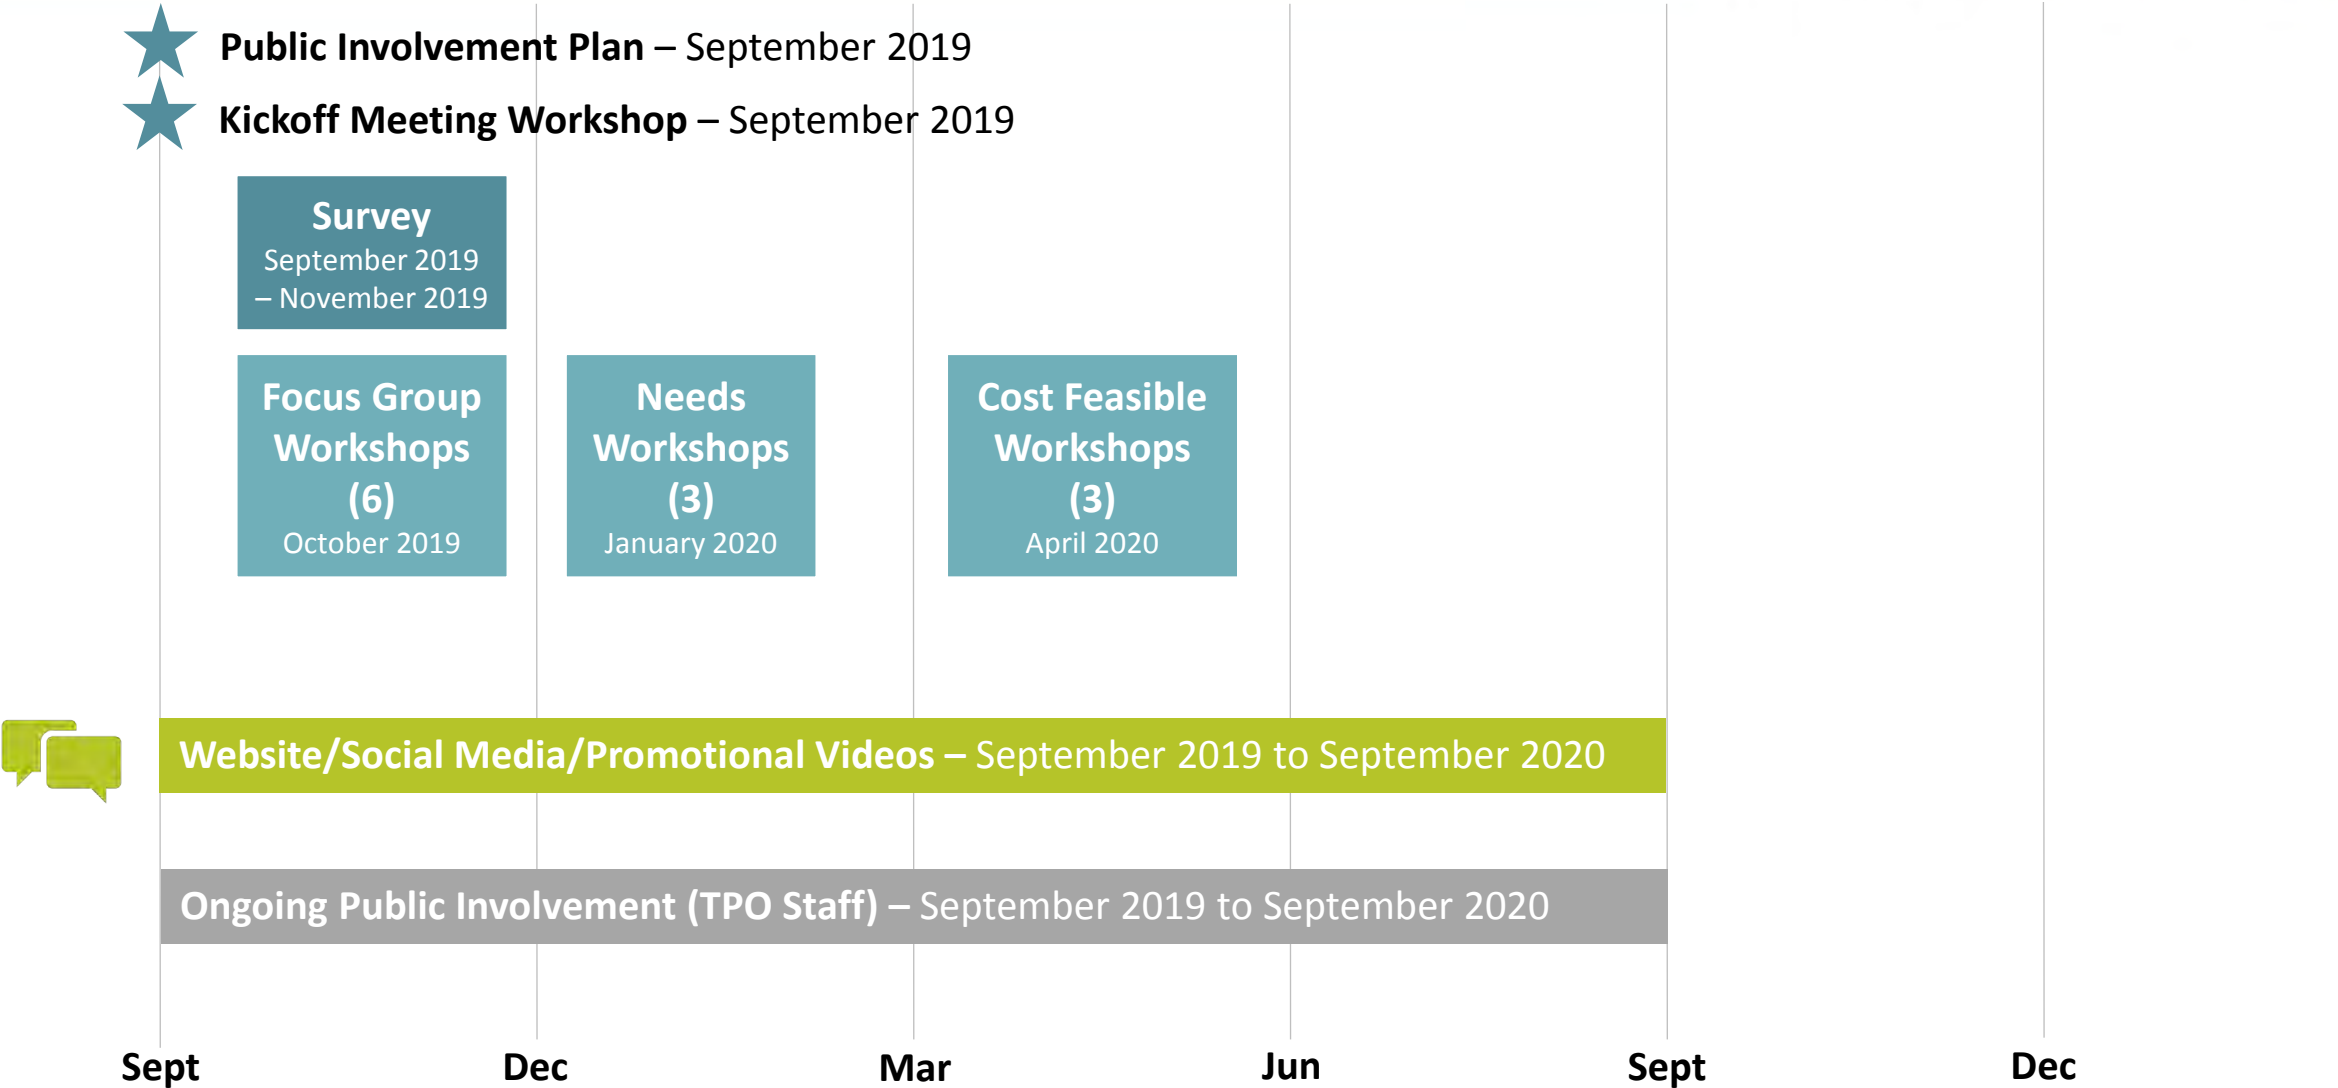 Public Involvement Plan – September 2019
Kickoff Meeting Workshop – September 2019
Survey
September 2019
– November 2019
Focus Group
Workshops
(6)
October 2019
Needs
Workshops
(3)
January 2020
Cost Feasible
Workshops
(3)
April 2020
Website/Social Media/Promotional Videos – September 2019 to September 2020
Ongoing Public Involvement (TPO Staff) – September 2019 to September 2020
Sept Dec Mar Jun Sept Dec